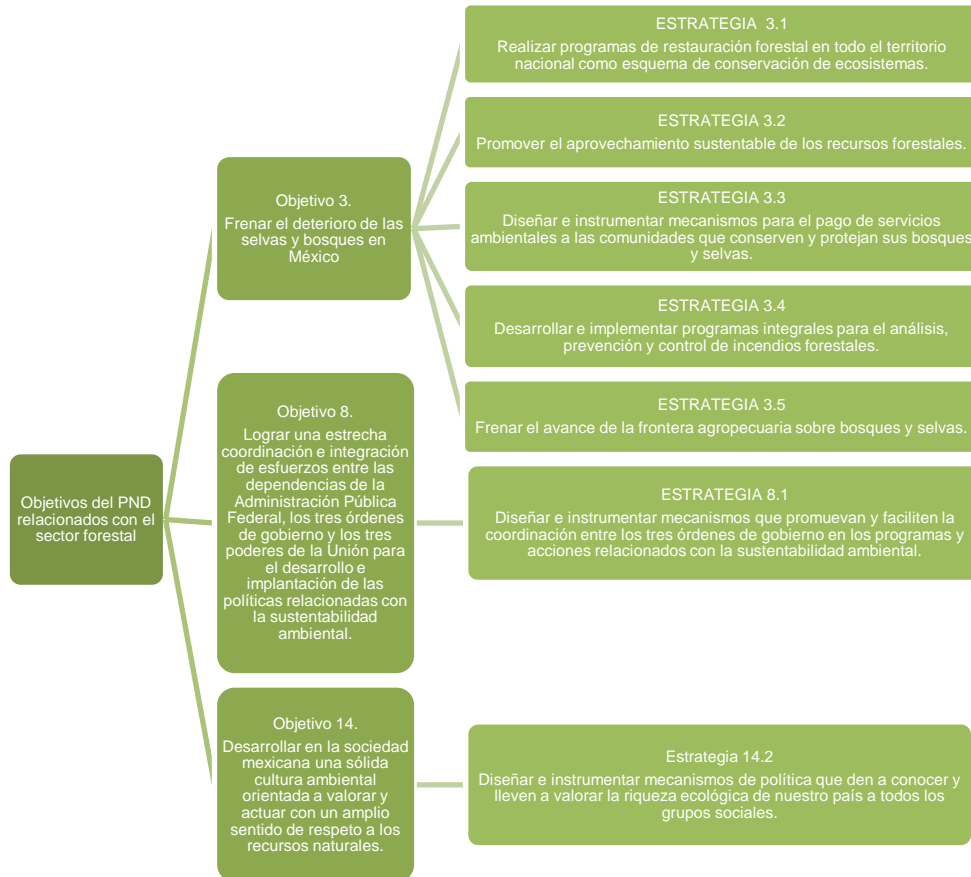 Objetivos del PND
relacionados con el
sector forestal
Objetivo 3.
Frenar el deterioro de las
selvas y bosques en
México
ESTRATEGIA 3.1
Realizar programas de restauración forestal en todo el territorio
nacional como esquema de conservación de ecosistemas.
ESTRATEGIA 3.2
Promover el aprovechamiento sustentable de los recursos forestales.
ESTRATEGIA 3.3
Diseñar e instrumentar mecanismos para el pago de servicios
ambientales a las comunidades que conserven y protejan sus bosques
y selvas.
ESTRATEGIA 3.4
Desarrollar e implementar programas integrales para el análisis,
prevención y control de incendios forestales.
ESTRATEGIA 3.5
Frenar el avance de la frontera agropecuaria sobre bosques y selvas.
Objetivo 8.
Lograr una estrecha
coordinación e integración
de esfuerzos entre las
dependencias de la
Administración Pública
Federal, los tres órdenes
de gobierno y los tres
poderes de la Unión para
el desarrollo e
implantación de las
políticas relacionadas con
la sustentabilidad
ambiental.
ESTRATEGIA 8.1
Diseñar e instrumentar mecanismos que promuevan y faciliten la
coordinación entre los tres órdenes de gobierno en los programas y
acciones relacionados con la sustentabilidad ambiental.
Objetivo 14.
Desarrollar en la sociedad
mexicana una sólida
cultura ambiental
orientada a valorar y
actuar con un amplio
sentido de respeto a los
recursos naturales.
Estrategia 14.2
Diseñar e instrumentar mecanismos de política que den a conocer y
lleven a valorar la riqueza ecológica de nuestro país a todos los
grupos sociales.